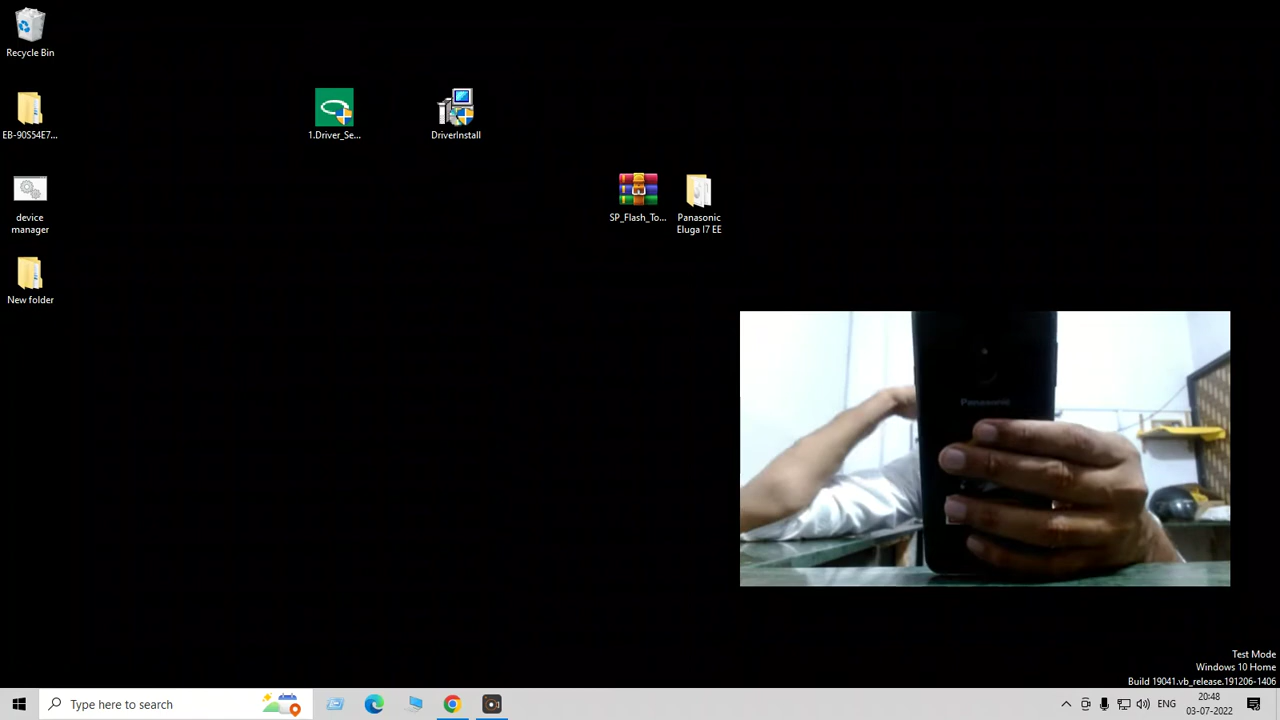 Recycle Bin
EB-90S54E7...
1.Driver_Se...
DriverInstall
device
manager
SP_Flash_To...
Panasonic
Eluga I7 EE
New folder
Panasonic
Test Mode
Windows 10 Home
Build 19041.vb_release.191206-1406
Type here to search
ENG
20:48
03-07-2022